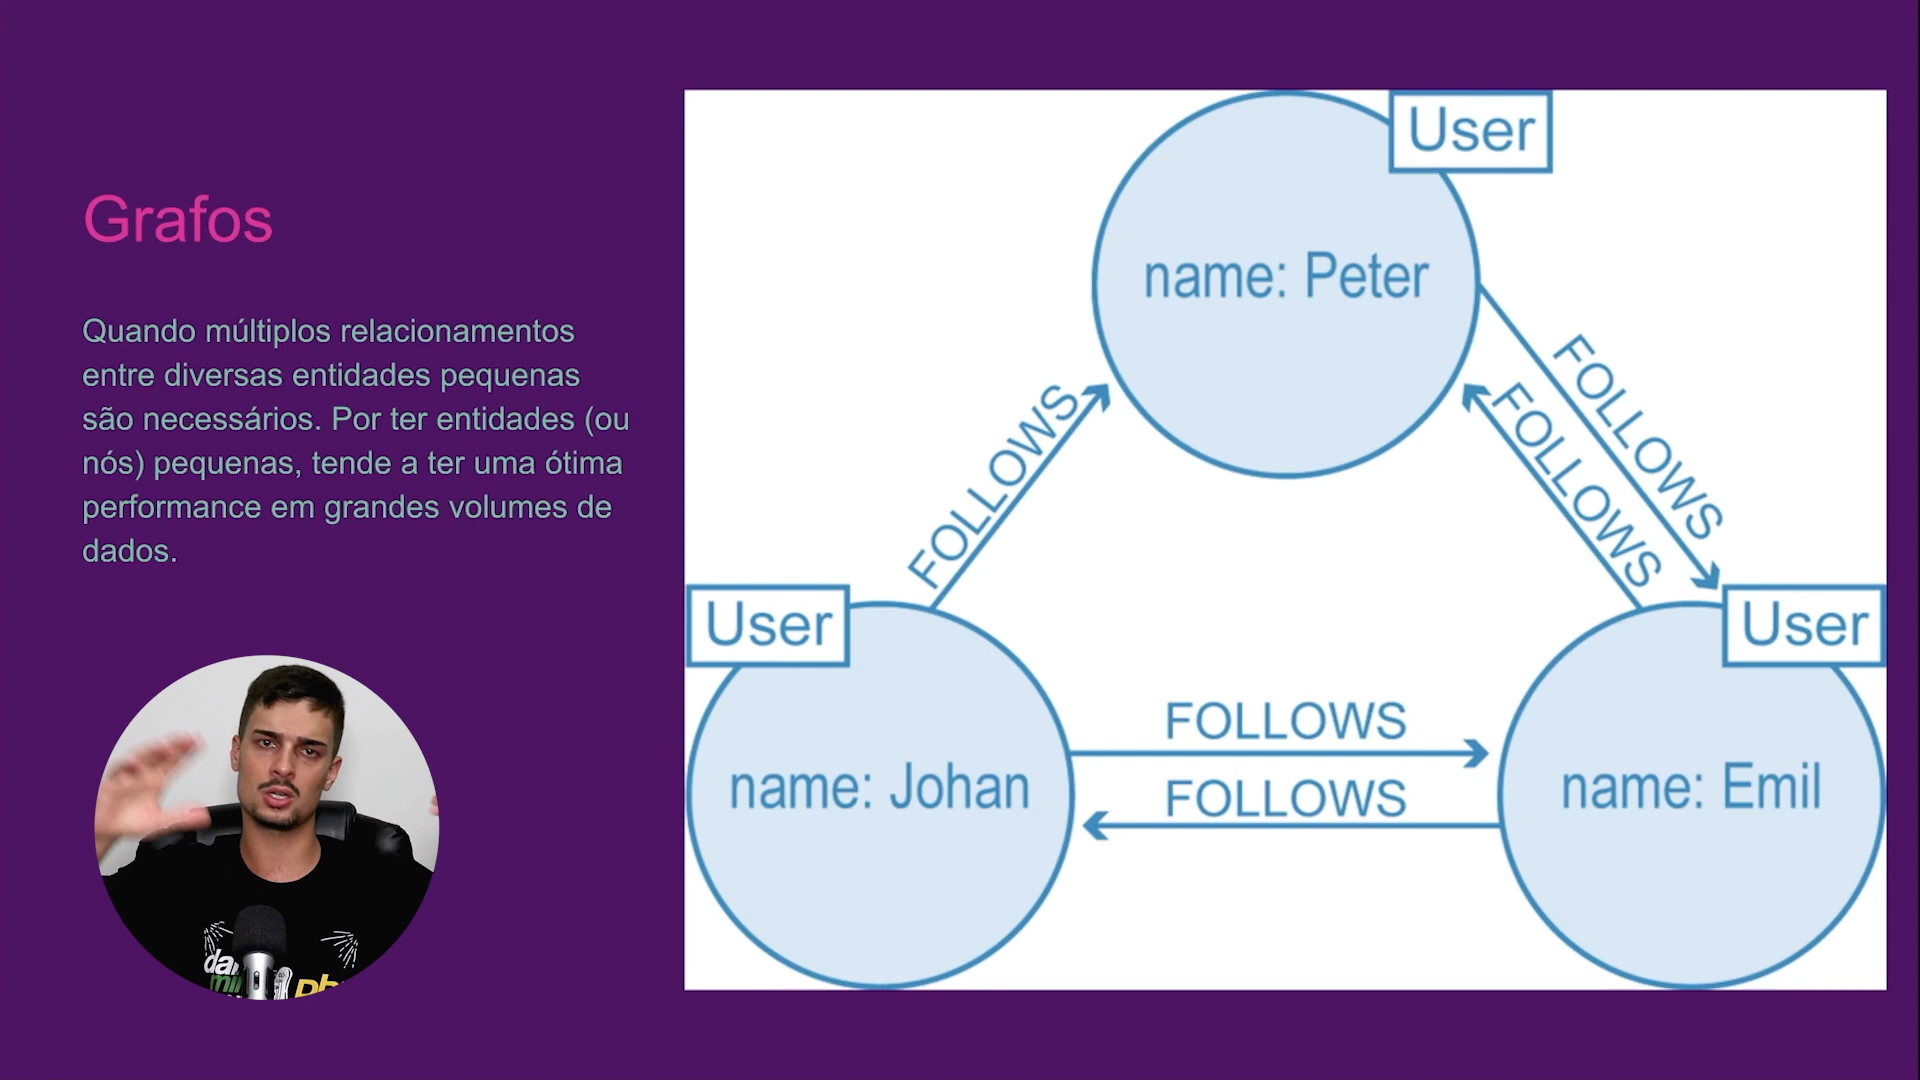 Grafos
Quando múltiplos relacionamentos
entre diversas entidades pequenas
são necessários. Por ter entidades (ou
nós) pequenas, tende a ter uma ótima
performance em grandes volumes de
dados.
User
name: Peter
FOLLOWS
FOLLOWS
FOLLOWS
User
User
name: Johan
FOLLOWS
FOLLOWS
name: Emil